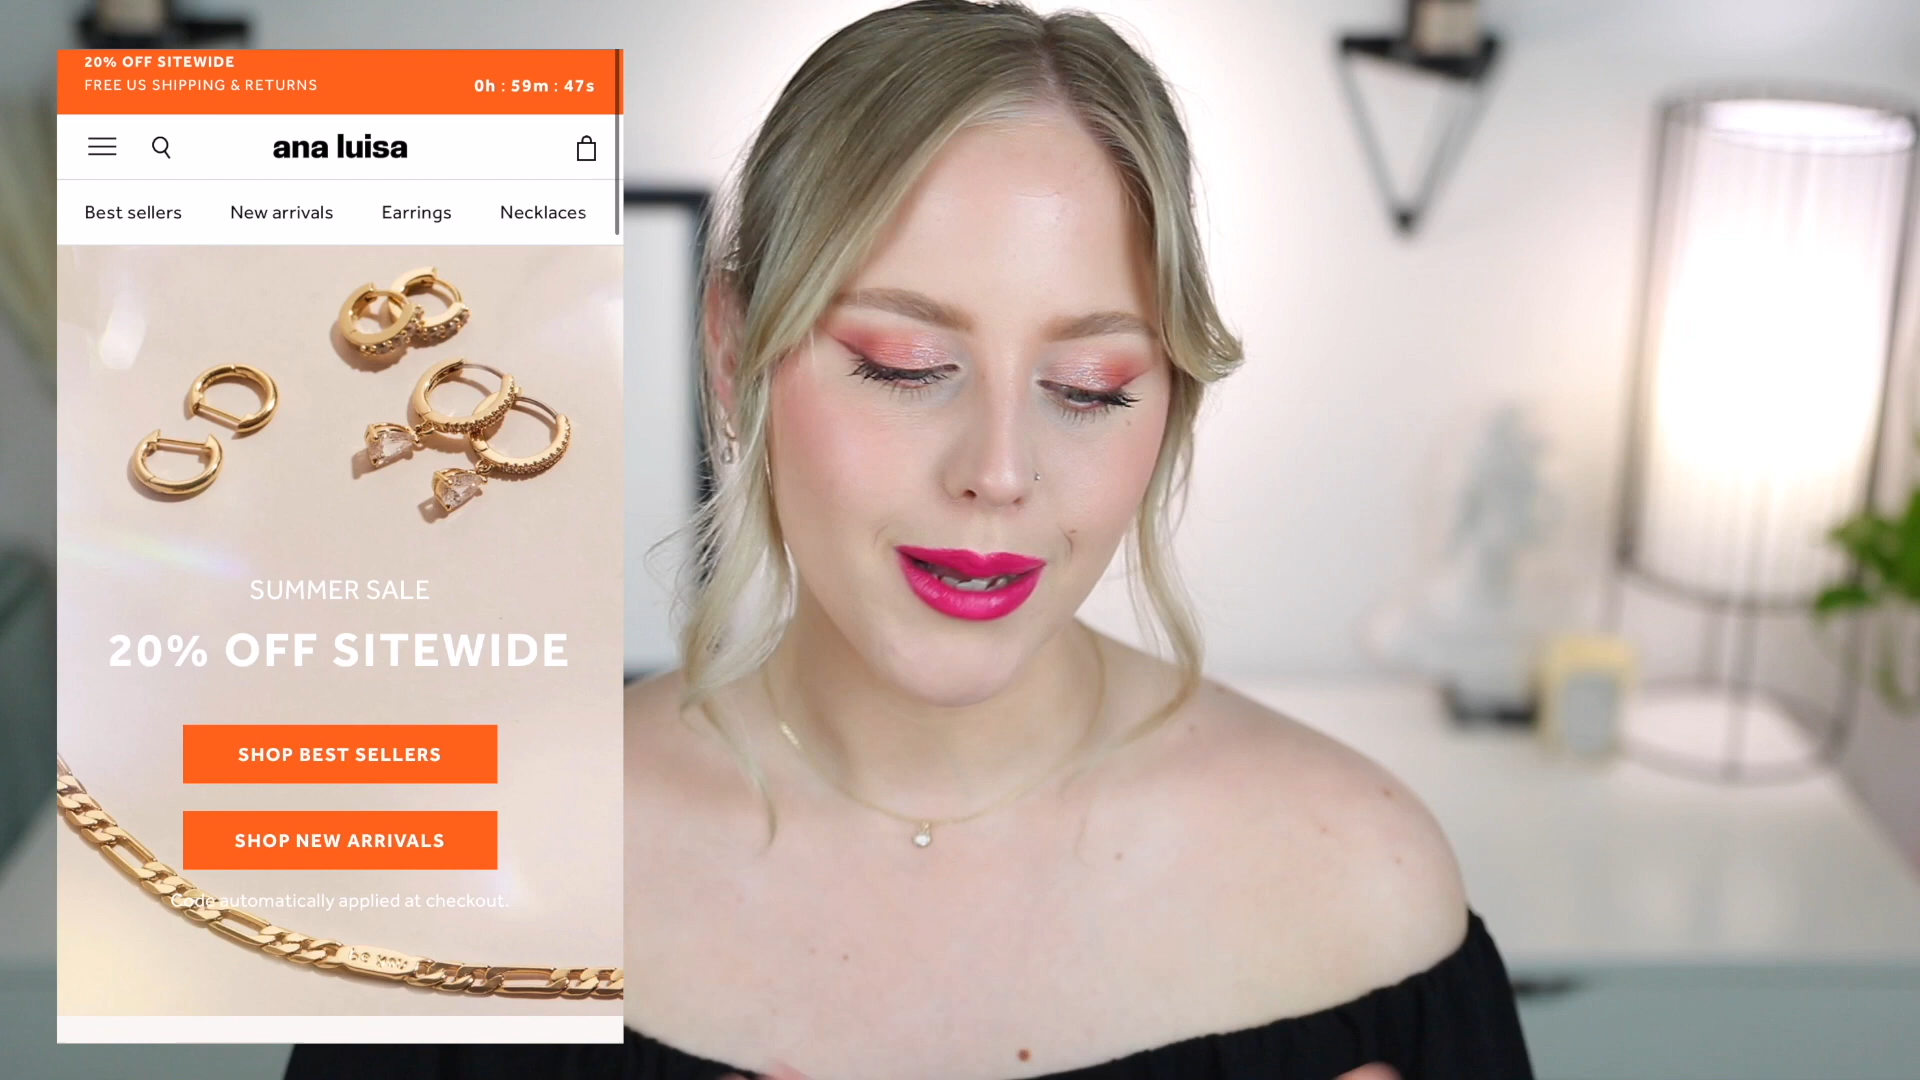 20% OFF SITEWIDE
FREE US SHIPPING & RETURNS
0h : 59m : 47s
ana luisa
Best sellers New arrivals Earrings Necklaces
SUMMER SALE
20% OFF SITEWIDE
SHOP BEST SELLERS
SHOP NEW ARRIVALS
Code automatically applied at checkout.